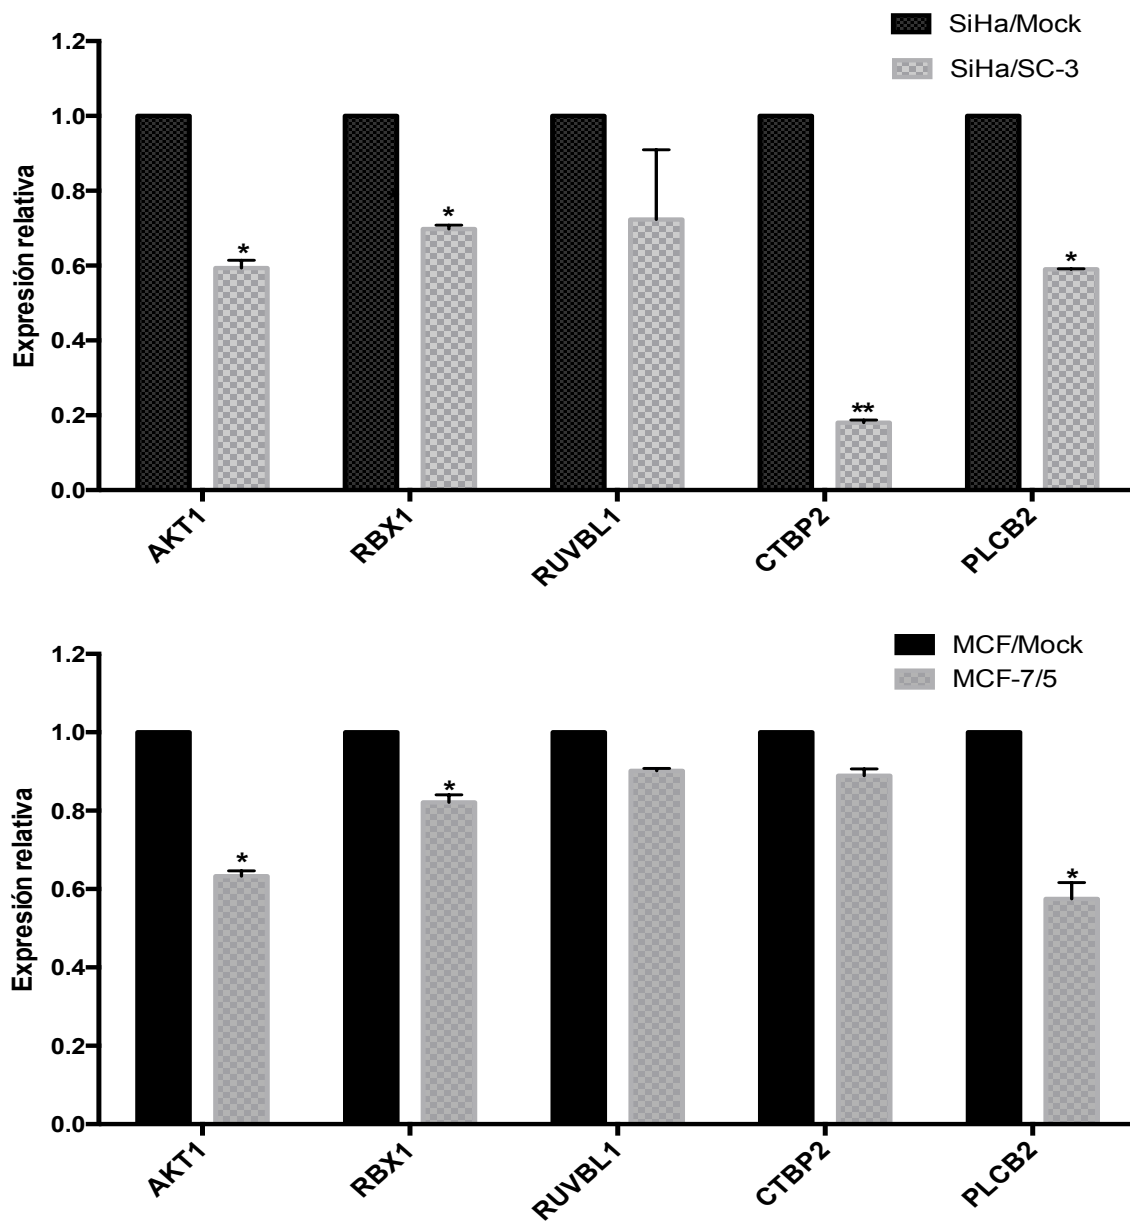 SiHa/Mock
SiHa/SC-3
Expresión relativa
1.2
1.0
0.8
0.6
0.4
0.2
0.0
*
*
**
*
AKT1
RBX1
RUVBL1
CTBP2
PLCB2
MCF/Mock
MCF-7/5
Expresión relativa
1.2
1.0
0.8
0.6
0.4
0.2
0.0
*
*
*
AKT1
RBX1
RUVBL1
CTBP2
PLCB2